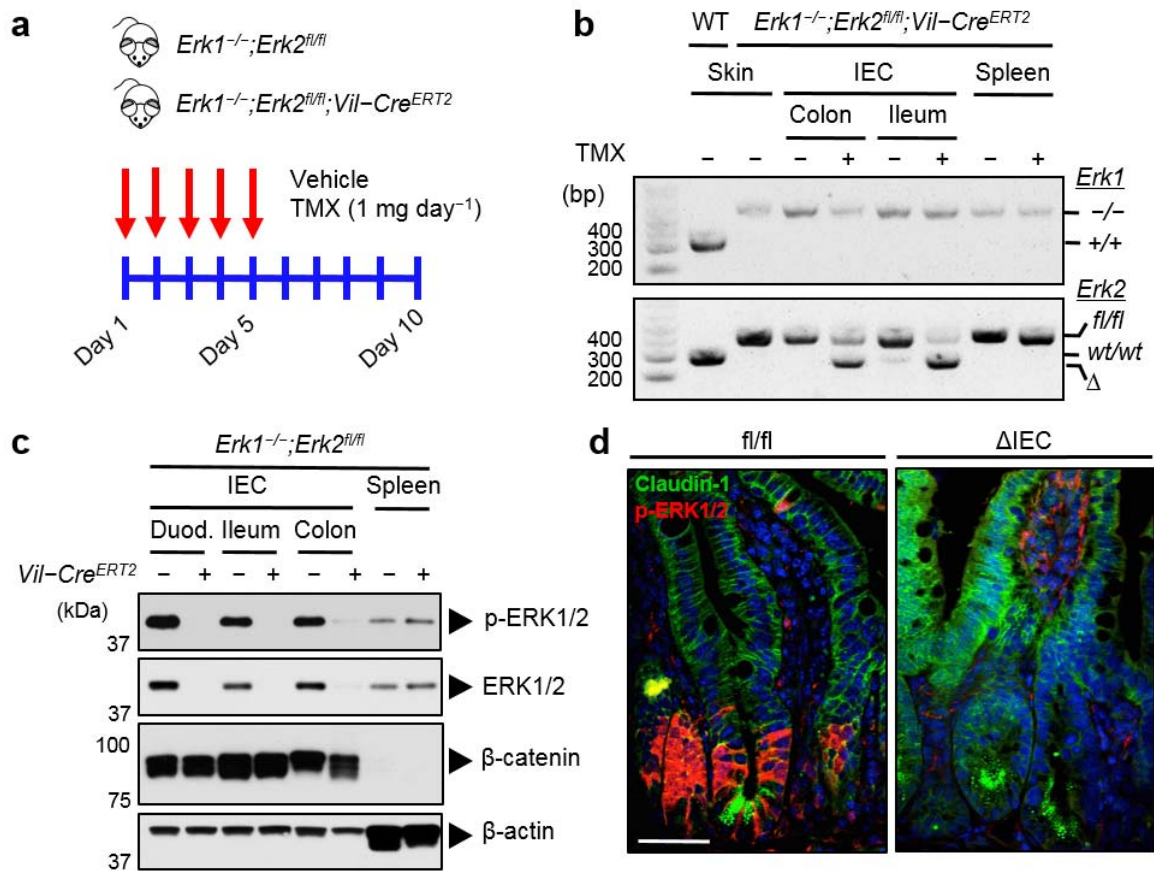 a
Erk1−/−;Erk2fl/fl
Erk1−/−;Erk2fl/fl;Vil−CreERT2
Vehicle
TMX (1 mg day−1)
Day 1
Day 5
Day 10
b
WT Erk1−/−;Erk2fl/fl;Vil−CreERT2
Skin IEC Spleen
Colon Ileum
TMX − − − + − + − +
(bp)
Erk1
−/−
+/+
400
300
200
Erk2
fl/fl
wt/wt
Δ
400
300
200
c
Erk1−/−;Erk2fl/fl
IEC Spleen
Duod. Ileum Colon
Vil−CreERT2 − + − + − + − +
(kDa)
p-ERK1/2
37
ERK1/2
37
100
β-catenin
75
β-actin
37
d
fl/fl ΔIEC
Claudin-1
p-ERK1/2